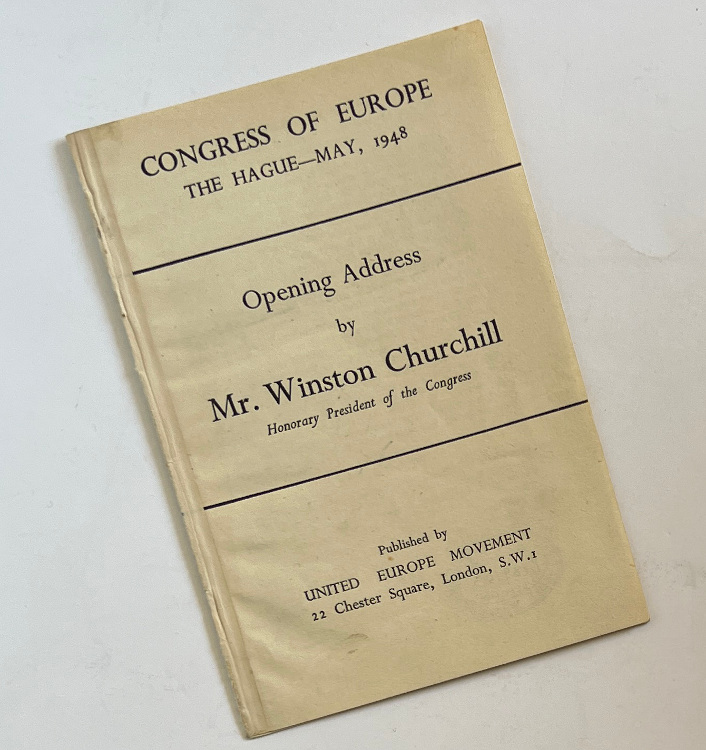 CONGRESS OF EUROPE
THE HAGUE—MAY, 1948
Opening Address
by
Mr. Winston Churchill
Honorary President of the Congress
Published by
UNITED EUROPE MOVEMENT
22 Chester Square, London, S.W.1